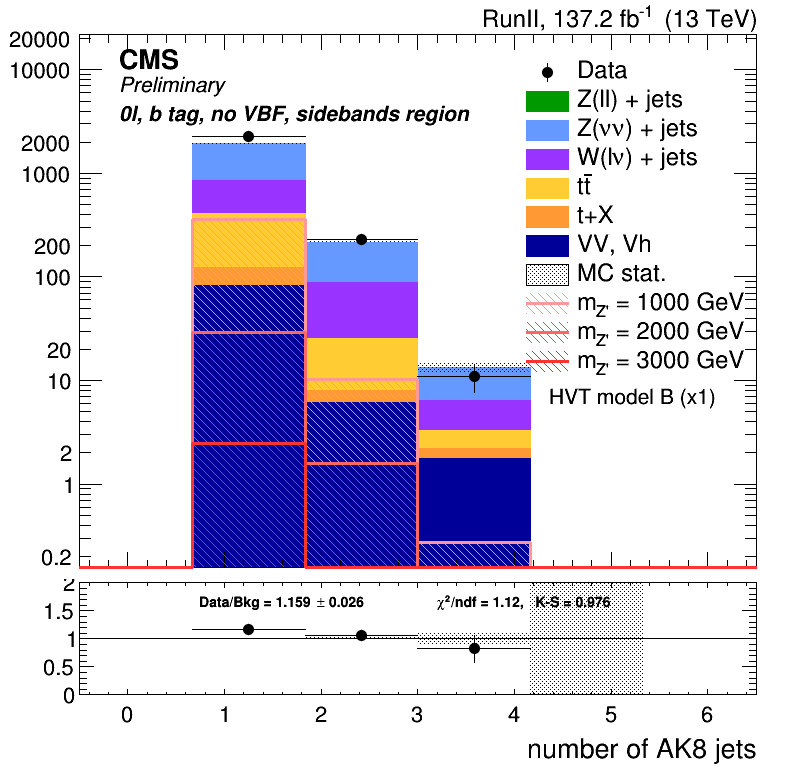 RunII, 137.2 fb⁻¹ (13 TeV)
CMS
Preliminary
0l, b tag, no VBF, sidebands region
Data
Z(ll) + jets
Z(νν) + jets
W(lν) + jets
tt̄
t+X
VV, Vh
MC stat.
m_Z' = 1000 GeV
m_Z' = 2000 GeV
m_Z' = 3000 GeV
HVT model B (x1)
20000
10000
2000
1000
200
100
20
10
2
1
0.2
Data/Bkg = 1.159 ± 0.026
χ²/ndf = 1.12, K-S = 0.976
2
1.5
1
0.5
0
0 1 2 3 4 5 6
number of AK8 jets